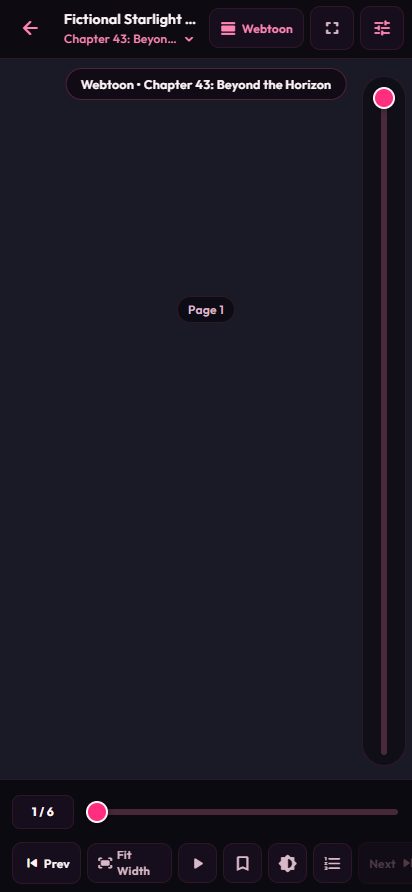 Fictional Starlight ...
Chapter 43: Beyon...
Webtoon
Webtoon • Chapter 43: Beyond the Horizon
Page 1
1 / 6
Prev
Fit
Width
Next